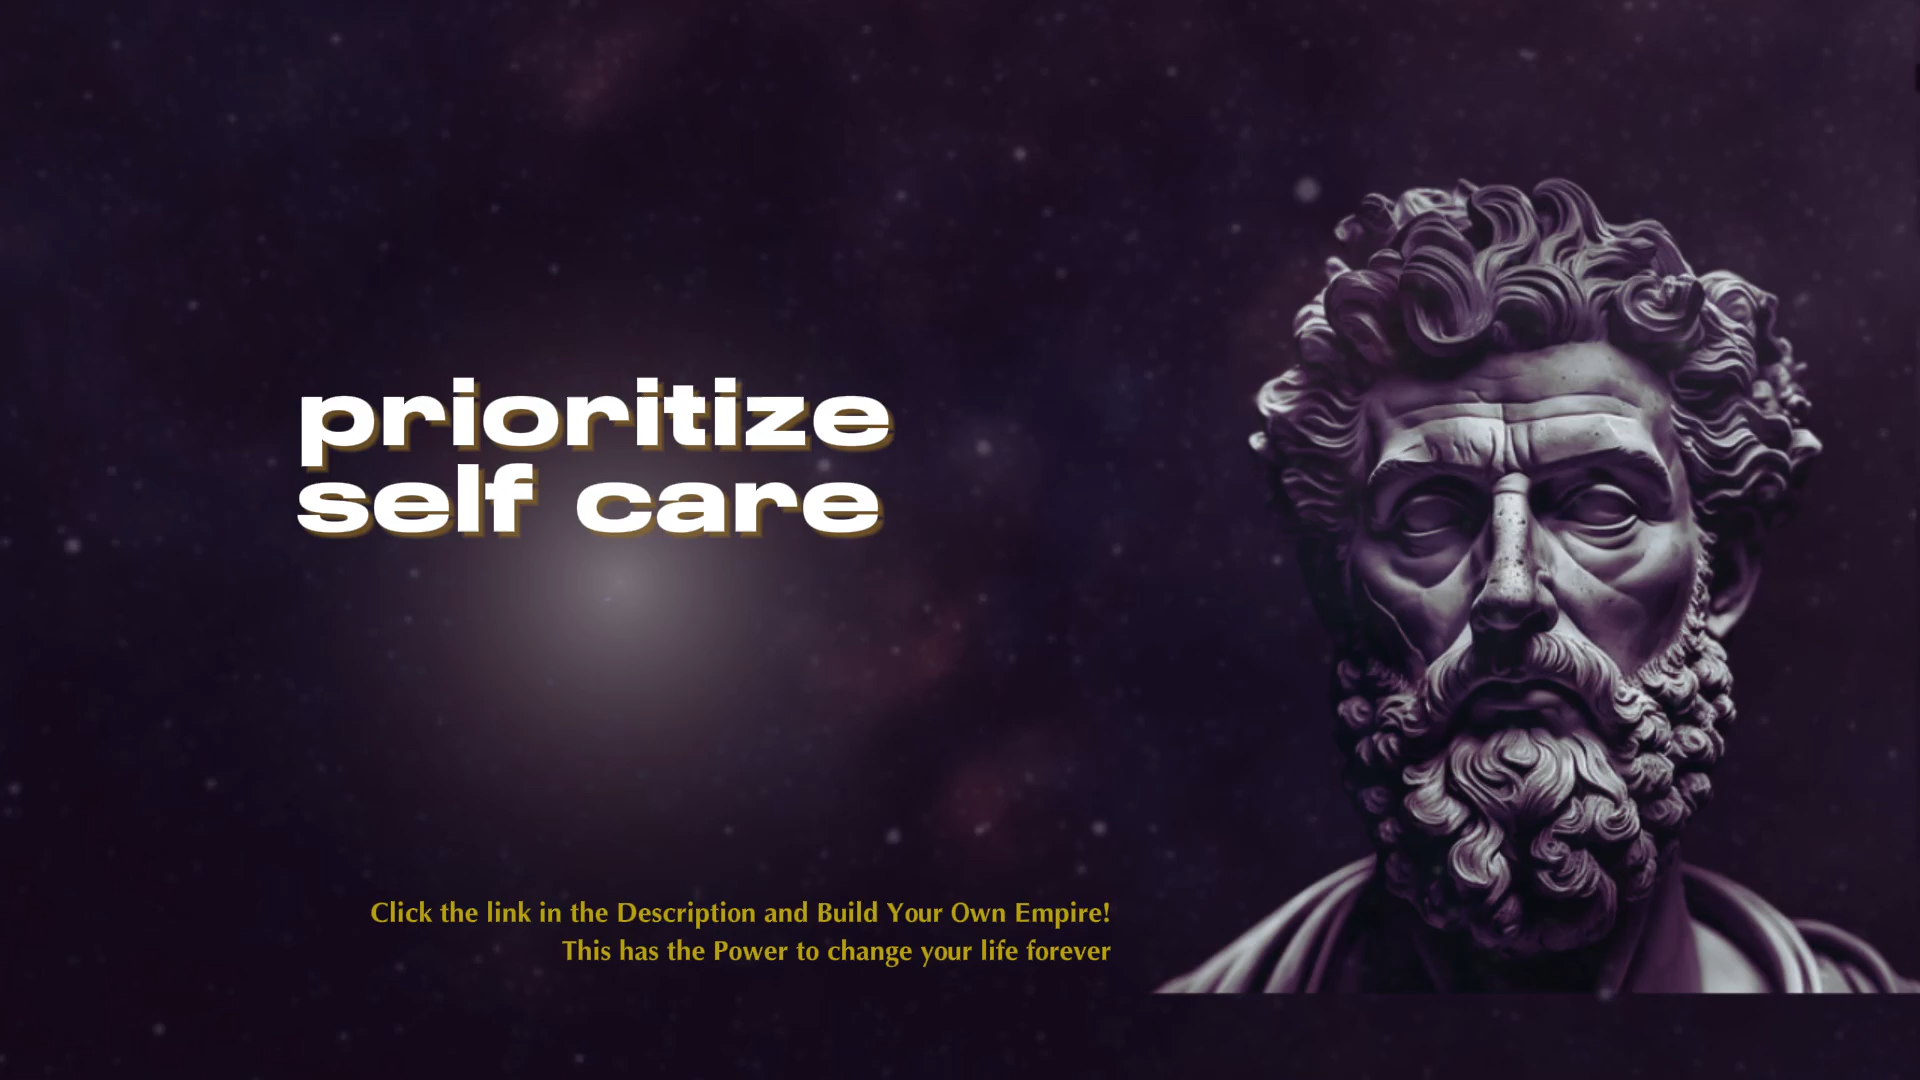 prioritize
self care
Click the link in the Description and Build Your Own Empire!
This has the Power to change your life forever